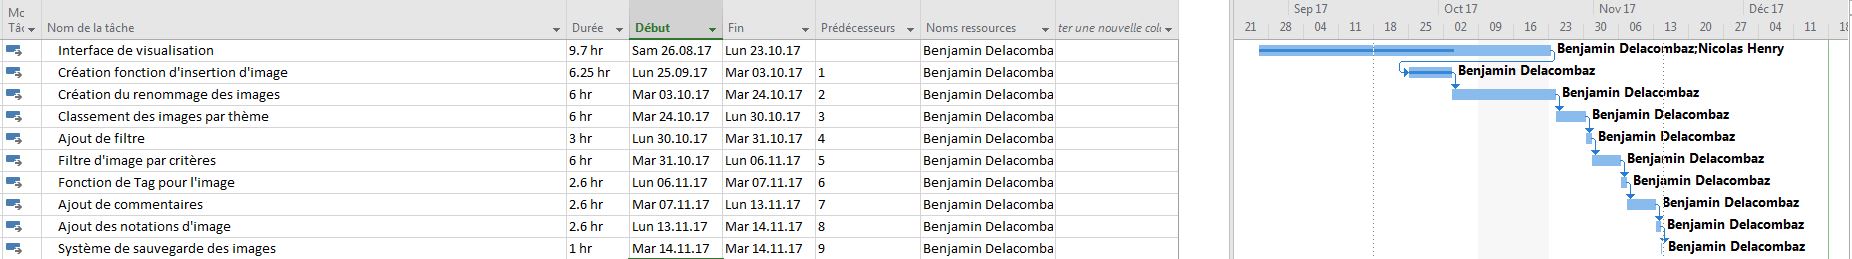 Mo
Tâc Nom de la tâche Durée Début Fin Prédécesseurs Noms ressources ter une nouvelle col
Interface de visualisation 9.7 hr Sam 26.08.17 Lun 23.10.17 Benjamin Delacomba
Création fonction d'insertion d'image 6.25 hr Lun 25.09.17 Mar 03.10.17 1 Benjamin Delacomba
Création du renommage des images 6 hr Mar 03.10.17 Mar 24.10.17 2 Benjamin Delacomba
Classement des images par thème 6 hr Mar 24.10.17 Lun 30.10.17 3 Benjamin Delacomba
Ajout de filtre 3 hr Lun 30.10.17 Mar 31.10.17 4 Benjamin Delacomba
Filtre d'image par critères 6 hr Mar 31.10.17 Lun 06.11.17 5 Benjamin Delacomba
Fonction de Tag pour l'image 2.6 hr Lun 06.11.17 Mar 07.11.17 6 Benjamin Delacomba
Ajout de commentaires 2.6 hr Mar 07.11.17 Lun 13.11.17 7 Benjamin Delacomba
Ajout des notations d'image 2.6 hr Lun 13.11.17 Mar 14.11.17 8 Benjamin Delacomba
Système de sauvegarde des images 1 hr Mar 14.11.17 Mar 14.11.17 9 Benjamin Delacomba
Sep 17 Oct 17 Nov 17 Déc 17
21 28 04 11 18 25 02 09 16 23 30 06 13 20 27 04 11 18
Benjamin Delacombaz;Nicolas Henry
Benjamin Delacombaz
Benjamin Delacombaz
Benjamin Delacombaz
Benjamin Delacombaz
Benjamin Delacombaz
Benjamin Delacombaz
Benjamin Delacombaz
Benjamin Delacombaz
Benjamin Delacombaz